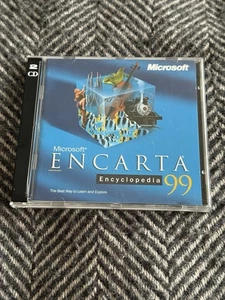 2
CD
Microsoft
Microsoft®
ENCARTA
Encyclopedia 99
The Best Way to Learn and Explore